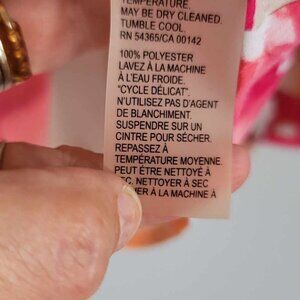 TEMPERATURE.
MAY BE DRY CLEANED.
TUMBLE COOL.
RN 54365/CA 00142
100% POLYESTER
LAVEZ À LA MACHINE
À L'EAU FROIDE.
"CYCLE DÉLICAT".
N'UTILISEZ PAS D'AGENT
DE BLANCHIMENT.
SUSPENDRE SUR UN
CINTRE POUR SÉCHER.
REPASSEZ À
TEMPÉRATURE MOYENNE.
PEUT ÊTRE NETTOYÉ À
SEC. NETTOYER À SEC
À LA MACHINE À